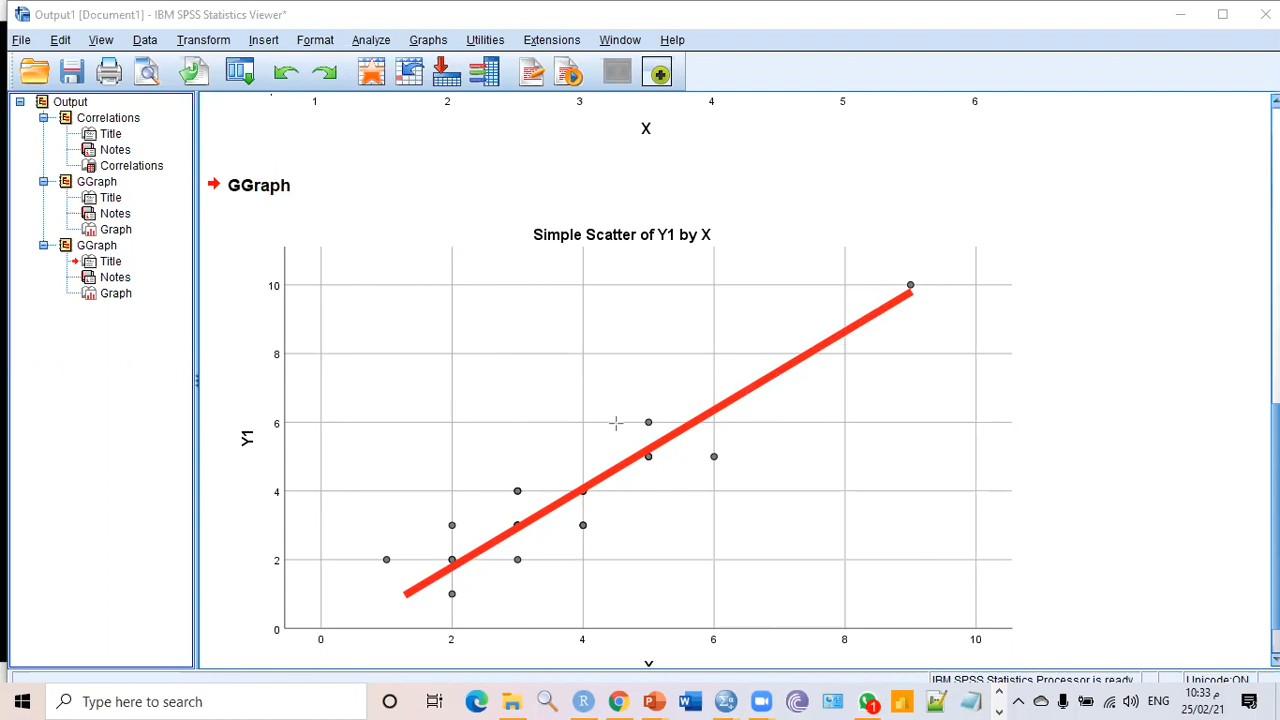 Output1 [Document1] - IBM SPSS Statistics Viewer*
File Edit View Data Transform Insert Format Analyze Graphs Utilities Extensions Window Help
Output
Correlations
Title
Notes
Correlations
GGraph
Title
Notes
Graph
GGraph
Title
Notes
Graph
1 2 3 4 5 6
X
GGraph
Simple Scatter of Y1 by X
10
8
6
4
2
0
Y1
0 2 4 6 8 10
X
IBM SPSS Statistics Processor is ready
Unicode:ON
Type here to search
1
ENG
10:33 م
25/02/21